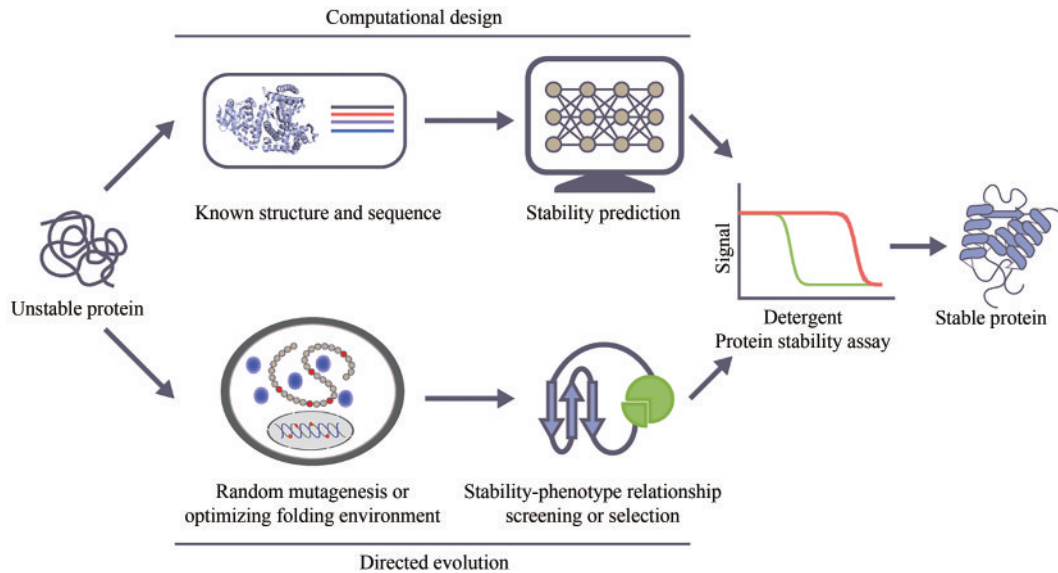 Computational design
Known structure and sequence
Stability prediction
Unstable protein
Signal
Detergent
Protein stability assay
Stable protein
Random mutagenesis or
optimizing folding environment
Stability-phenotype relationship
screening or selection
Directed evolution